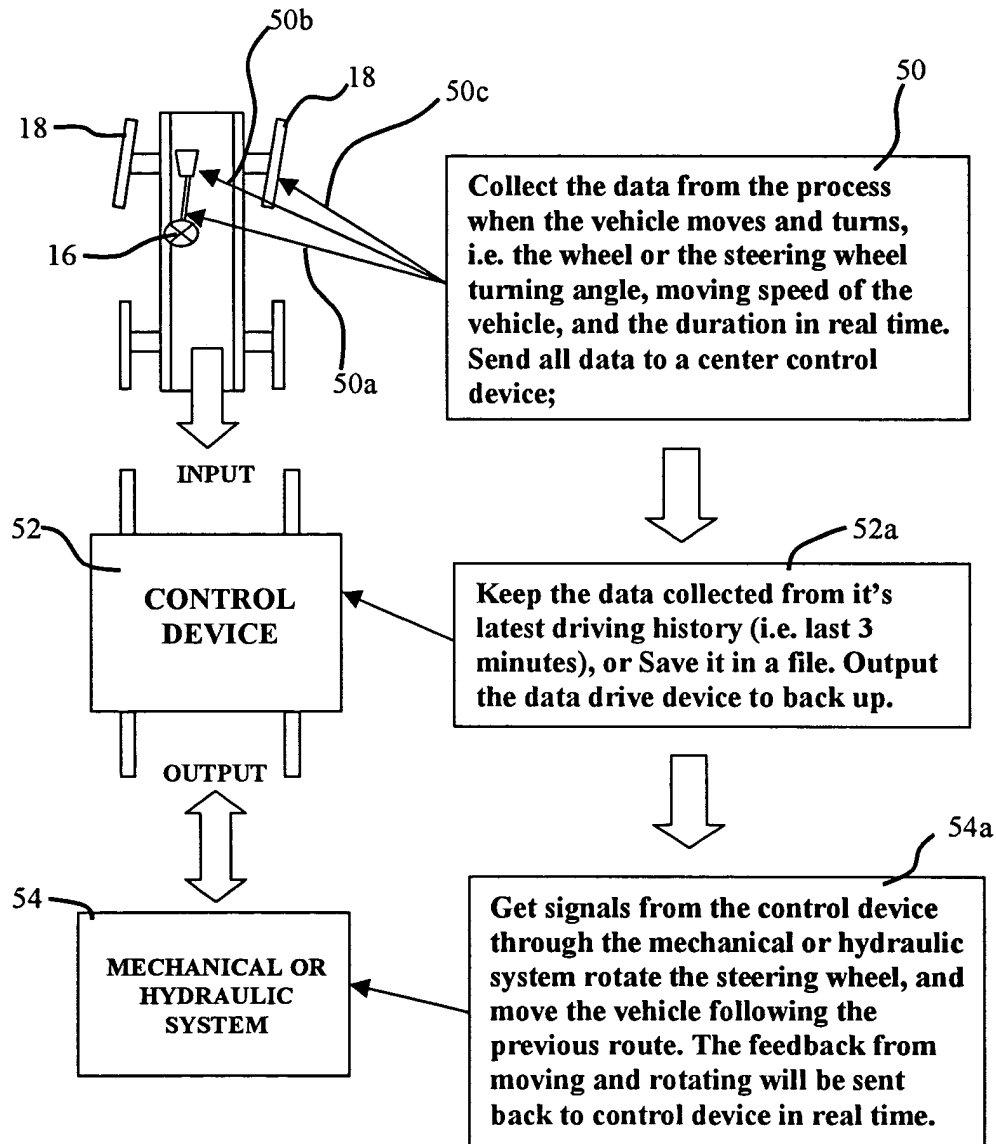 50b
18
50c
50
18
16
50a
Collect the data from the process
when the vehicle moves and turns,
i.e. the wheel or the steering wheel
turning angle, moving speed of the
vehicle, and the duration in real time.
Send all data to a center control
device;
INPUT
52
CONTROL
DEVICE
OUTPUT
52a
Keep the data collected from it's
latest driving history (i.e. last 3
minutes), or Save it in a file. Output
the data drive device to back up.
54
MECHANICAL OR
HYDRAULIC
SYSTEM
54a
Get signals from the control device
through the mechanical or hydraulic
system rotate the steering wheel, and
move the vehicle following the
previous route. The feedback from
moving and rotating will be sent
back to control device in real time.